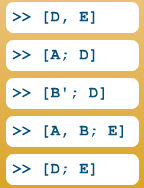 >> [D, E]
>> [A; D]
>> [B'; D]
>> [A, B; E]
>> [D; E]